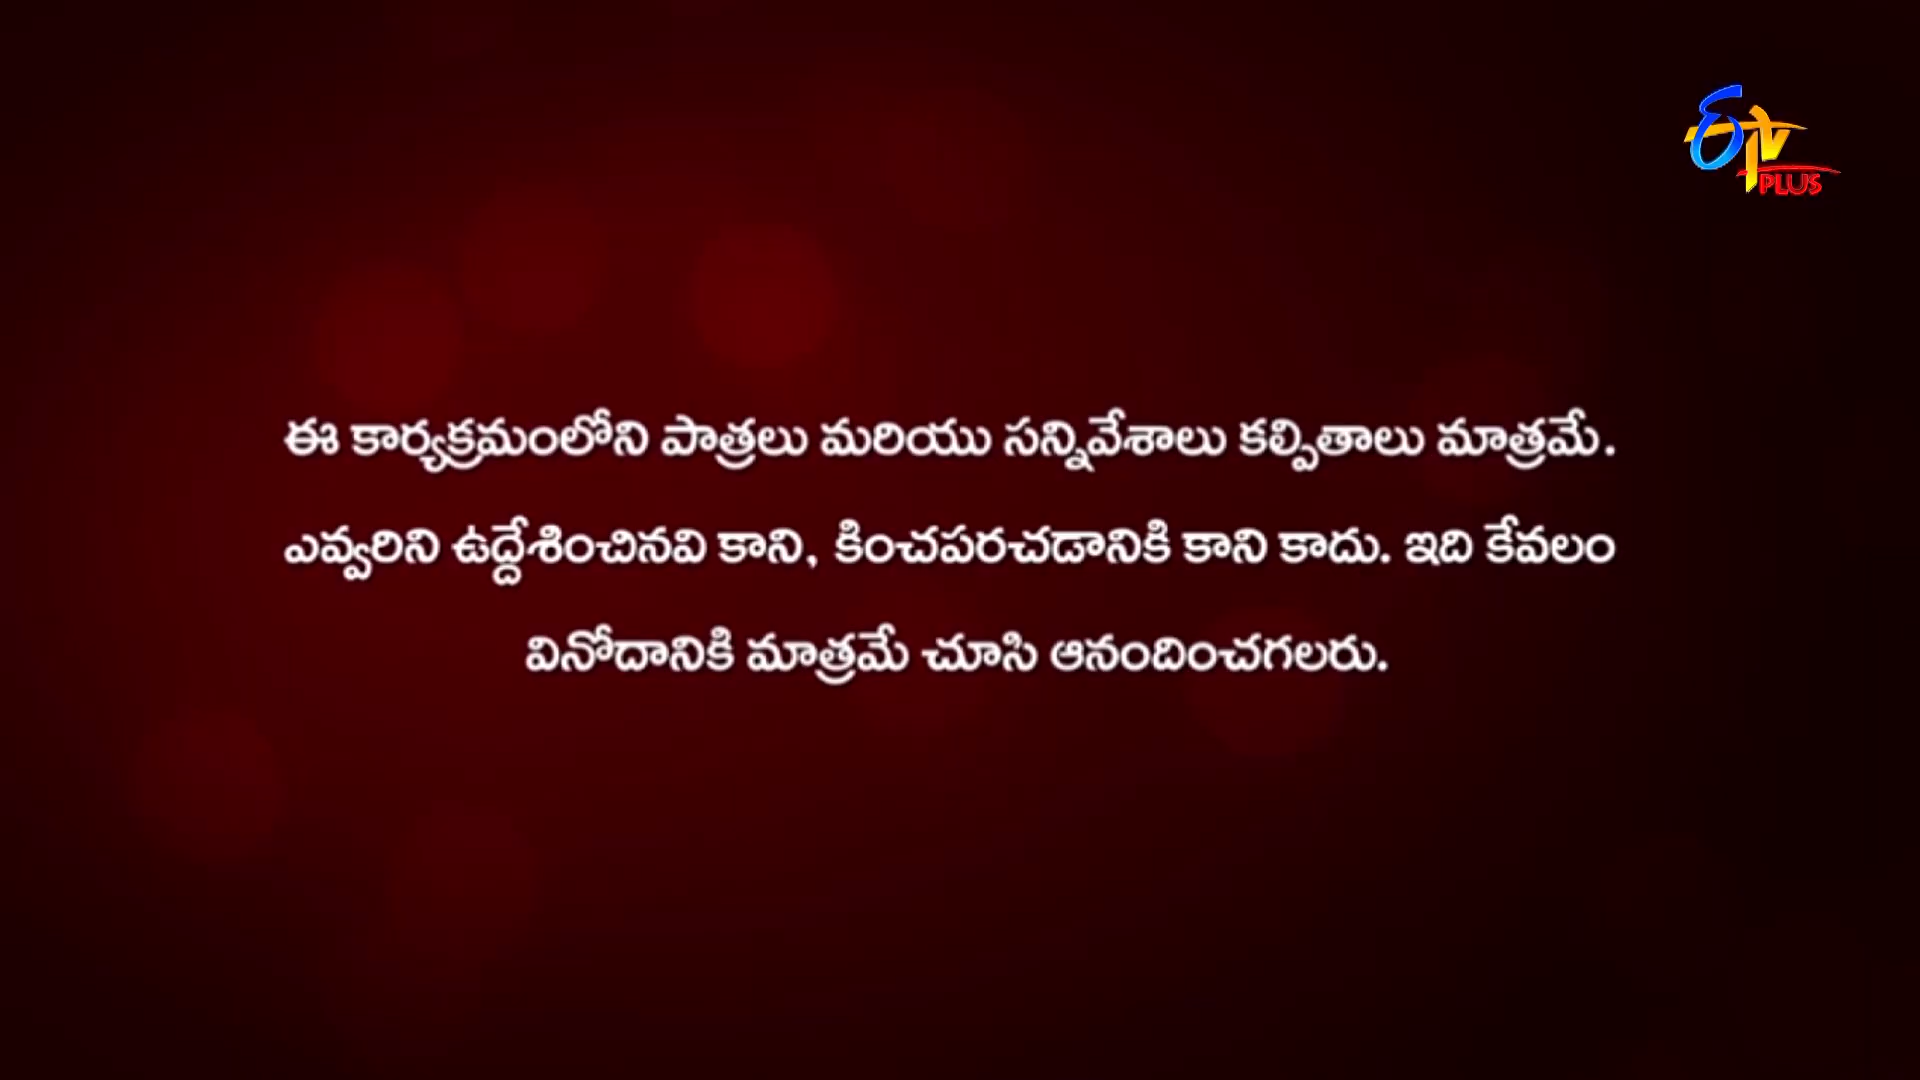 ETV
PLUS
ఈ కార్యక్రమంలోని పాత్రలు మరియు సన్నివేశాలు కల్పితాలు మాత్రమే.
ఎవ్వరిని ఉద్దేశించినవి కాని, కించపరచడానికి కాని కాదు. ఇది కేవలం
వినోదానికి మాత్రమే చూసి ఆనందించగలరు.